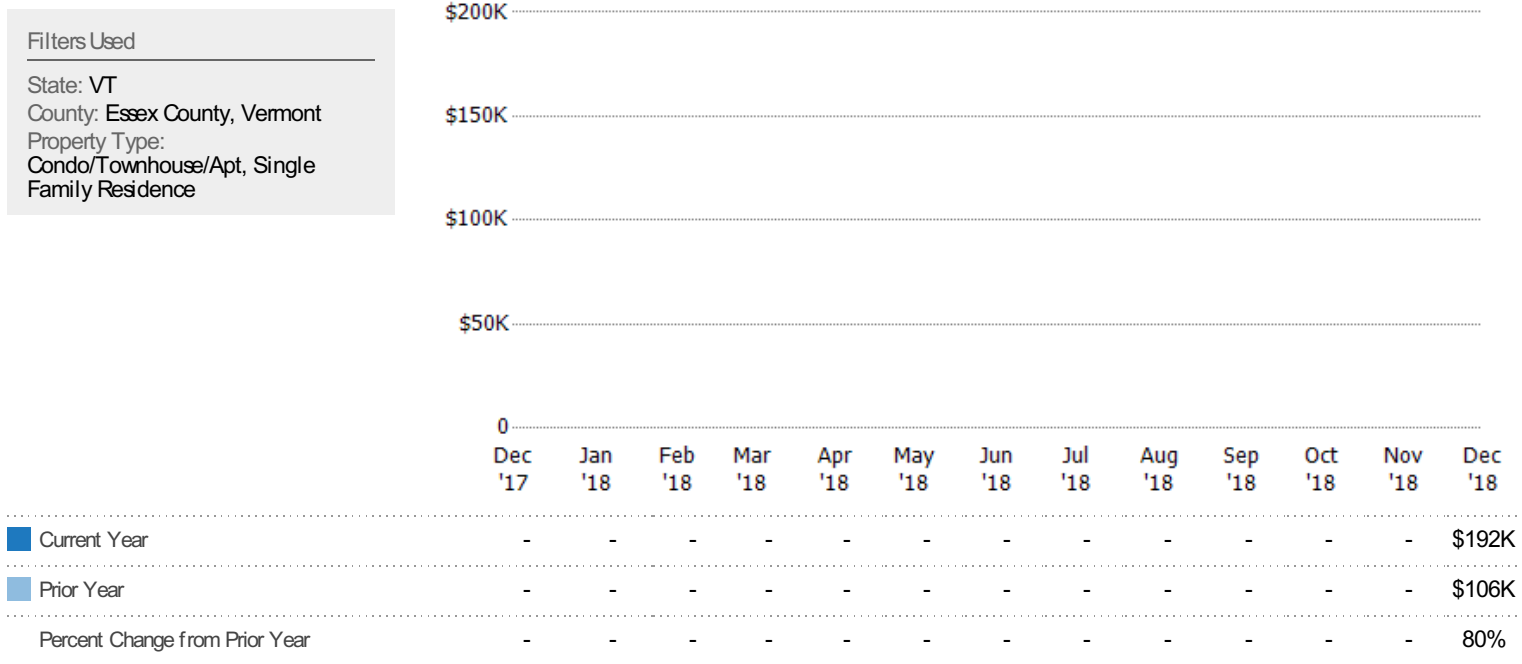 Filters Used
State: VT
County: Essex County, Vermont
Property Type:
Condo/Townhouse/Apt, Single
Family Residence
$200K
$150K
$100K
$50K
0
Dec Jan Feb Mar Apr May Jun Jul Aug Sep Oct Nov Dec
'17 '18 '18 '18 '18 '18 '18 '18 '18 '18 '18 '18 '18
Current Year - - - - - - - - - - - - $192K
Prior Year - - - - - - - - - - - - $106K
Percent Change from Prior Year - - - - - - - - - - - - 80%